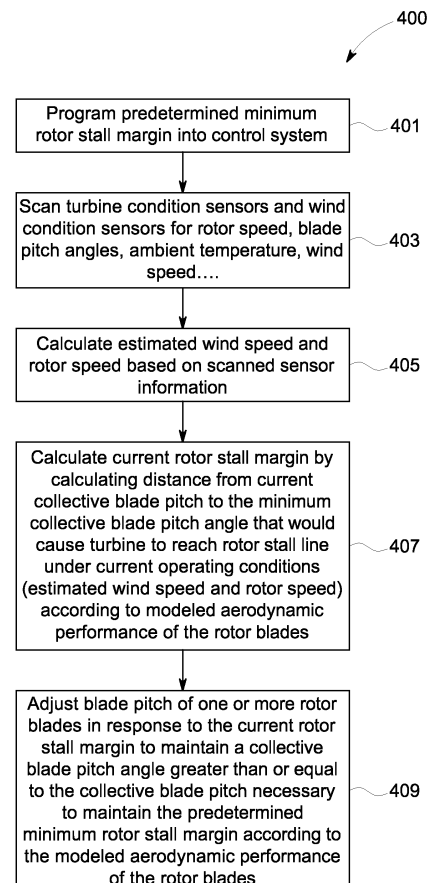 400
Program predetermined minimum
rotor stall margin into control system
401
Scan turbine condition sensors and wind
condition sensors for rotor speed, blade
pitch angles, ambient temperature, wind
speed....
403
Calculate estimated wind speed and
rotor speed based on scanned sensor
information
405
Calculate current rotor stall margin by
calculating distance from current
collective blade pitch to the minimum
collective blade pitch angle that would
cause turbine to reach rotor stall line
under current operating conditions
(estimated wind speed and rotor speed)
according to modeled aerodynamic
performance of the rotor blades
407
Adjust blade pitch of one or more rotor
blades in response to the current rotor
stall margin to maintain a collective
blade pitch angle greater than or equal
to the collective blade pitch necessary
to maintain the predetermined
minimum rotor stall margin according to
the modeled aerodynamic performance
of the rotor blades
409